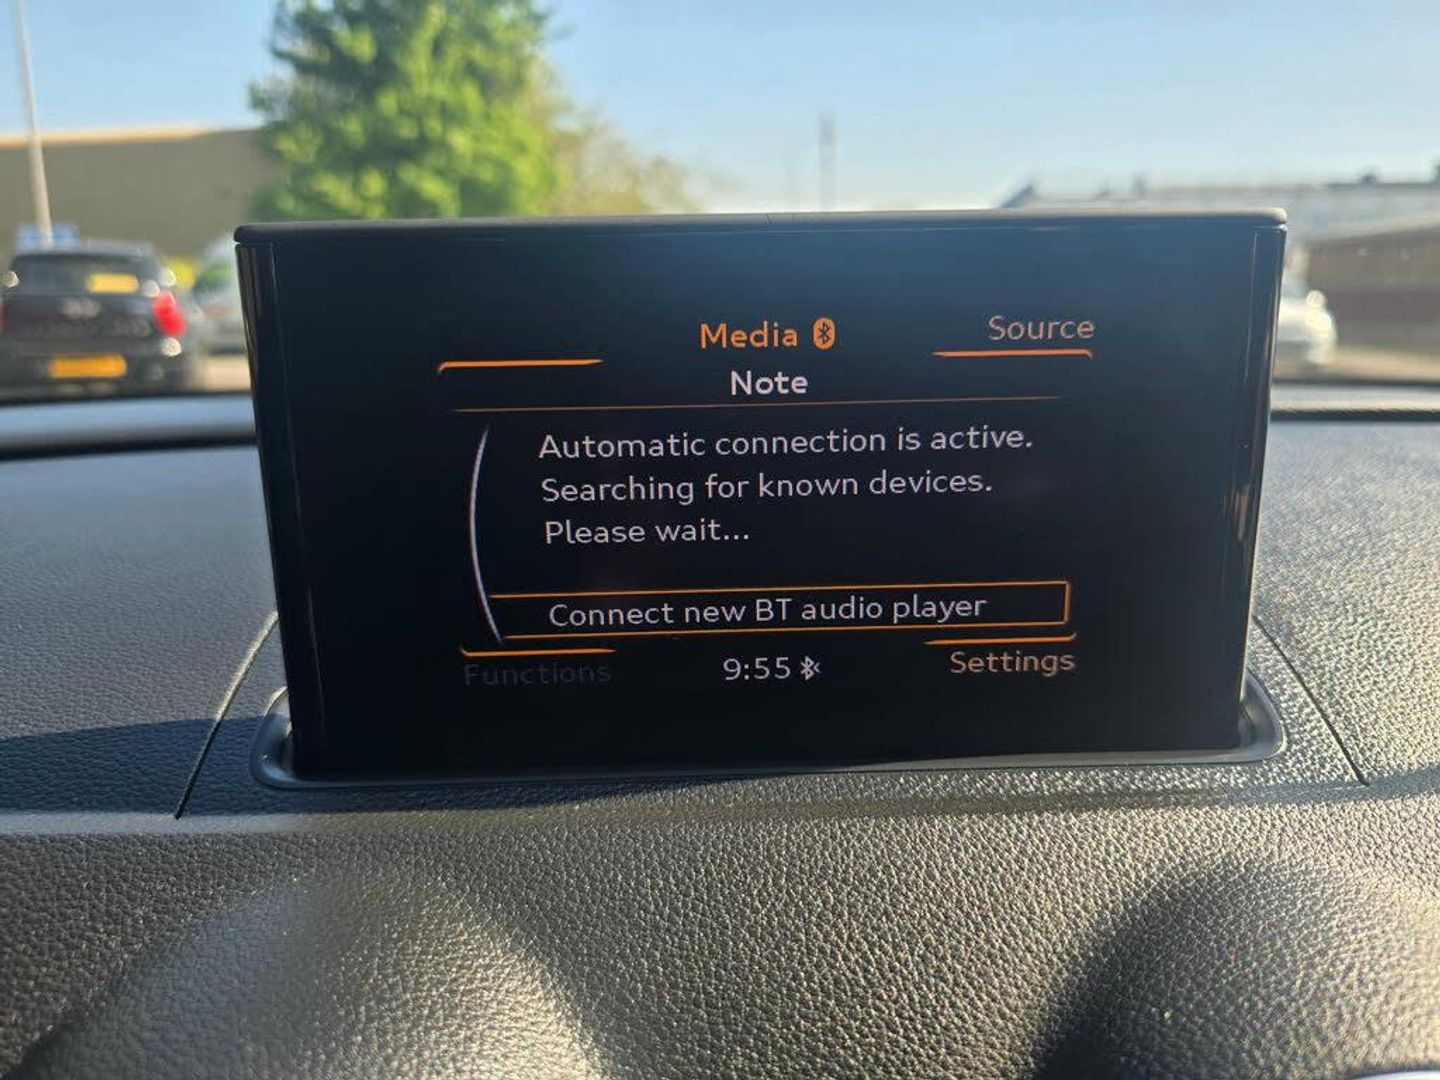 Media
Source
Note
Automatic connection is active.
Searching for known devices.
Please wait...
Connect new BT audio player
Functions
9:55
Settings